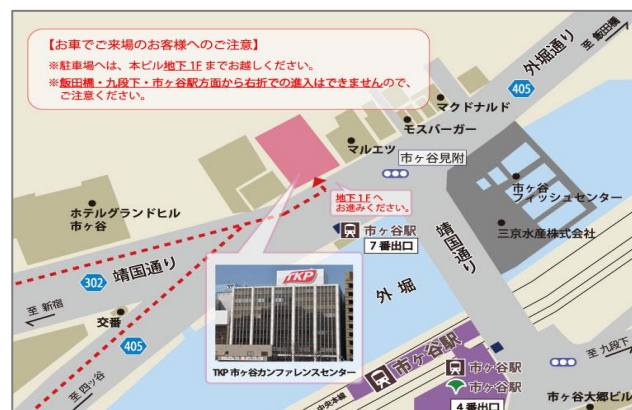 【お車でご来場のお客様へのご注意】
※駐車場へは、本ビル地下1Fまでお越しください。
※飯田橋・九段下・市ヶ谷駅方面から右折での進入はできませんので、
ご注意ください。
至 飯田橋
外堀通り
405
マクドナルド
モスバーガー
マルエツ
市ヶ谷見附
市ヶ谷
フィッシュセンター
三京水産株式会社
地下1Fへ
お進みください。
ホテルグランドヒル
市ヶ谷
市ヶ谷駅
7番出口
靖国通り
靖国通り
302
至 新宿
外堀
交番
405
至 四ッ谷
TKP
TKP 市ヶ谷カンファレンスセンター
市ヶ谷駅
中央本線
市ヶ谷駅
市ヶ谷駅
4番出口
至 九段下
市ヶ谷大郷ビル